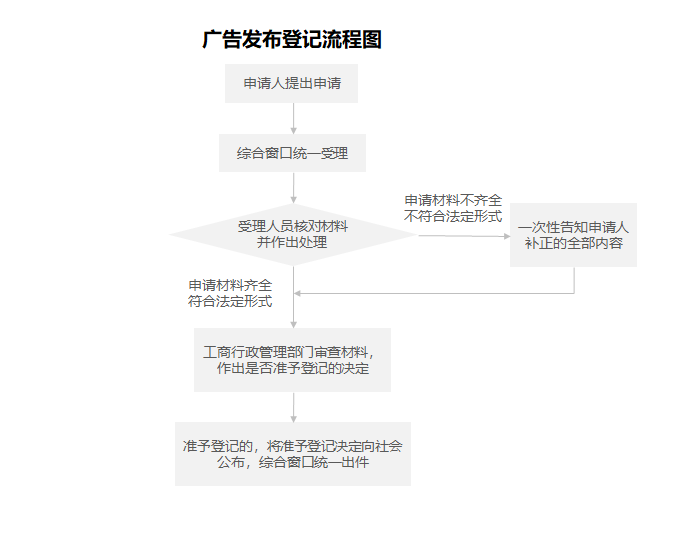 广告发布登记流程图
申请人提出申请
综合窗口统一受理
受理人员核对材料
并作出处理
申请材料不齐全
不符合法定形式
一次性告知申请人
补正的全部内容
申请材料齐全
符合法定形式
工商行政管理部门审查材料，
作出是否准予登记的决定
准予登记的，将准予登记决定向社会
公布，综合窗口统一出件